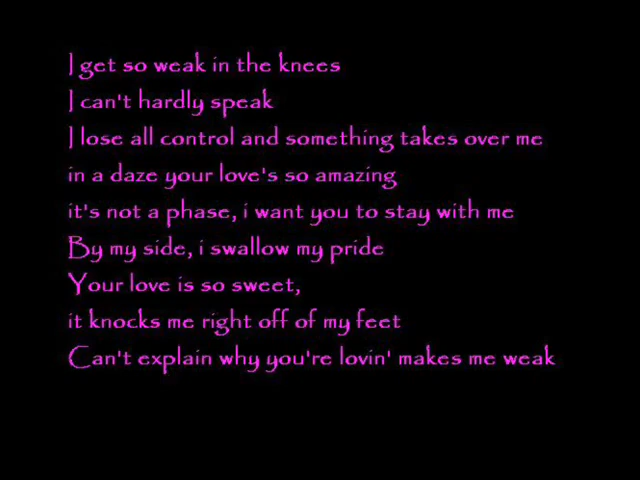 I get so weak in the knees
I can't hardly speak
I lose all control and something takes over me
in a daze your love's so amazing
it's not a phase, i want you to stay with me
By my side, i swallow my pride
Your love is so sweet,
it knocks me right off of my feet
Can't explain why you're lovin' makes me weak